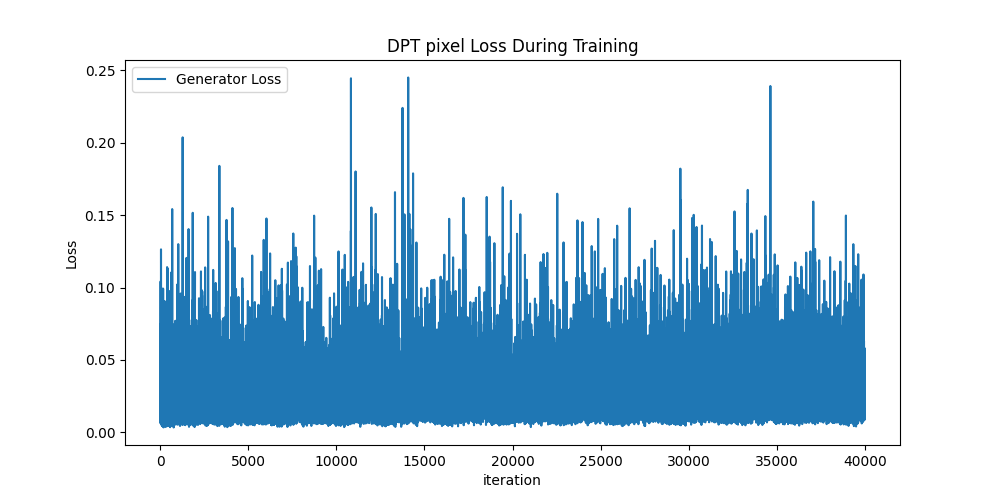 DPT pixel Loss During Training
Generator Loss
Loss
0.25
0.20
0.15
0.10
0.05
0.00
0 5000 10000 15000 20000 25000 30000 35000 40000
iteration